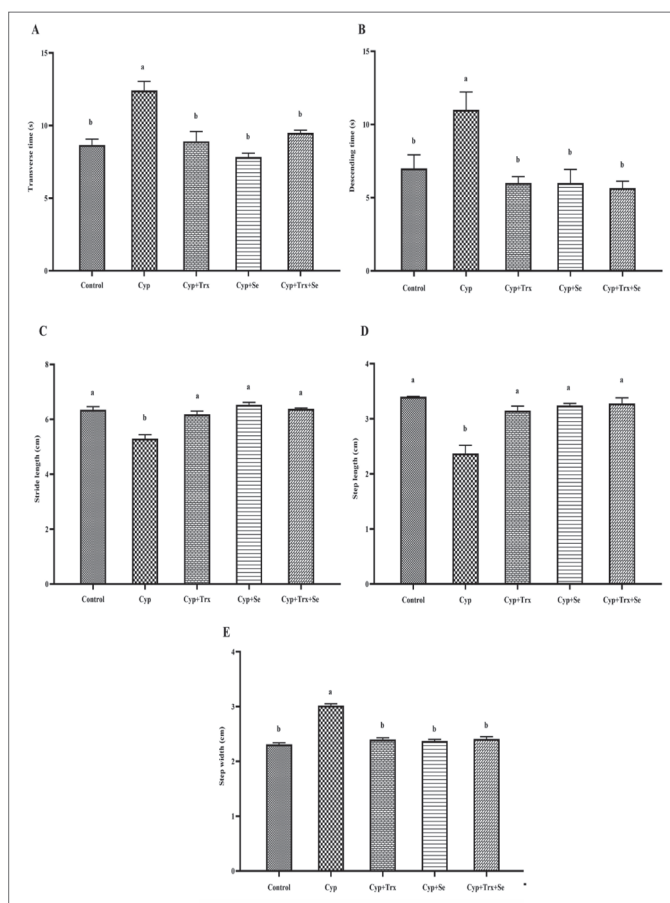 A
Transverse time (s)
15
10
5
0
a
b
b
b
b
Control Cyp Cyp+Trx Cyp+Se Cyp+Trx+Se
B
Descending time (s)
15
10
5
0
a
b
b
b
b
Control Cyp Cyp+Trx Cyp+Se Cyp+Trx+Se
C
Stride length (cm)
8
6
4
2
0
a
b
a
a
a
Control Cyp Cyp+Trx Cyp+Se Cyp+Trx+Se
D
Step length (cm)
4
3
2
1
0
a
b
a
a
a
Control Cyp Cyp+Trx Cyp+Se Cyp+Trx+Se
E
Step width (cm)
4
3
2
1
0
b
a
b
b
b
Control Cyp Cyp+Trx Cyp+Se Cyp+Trx+Se